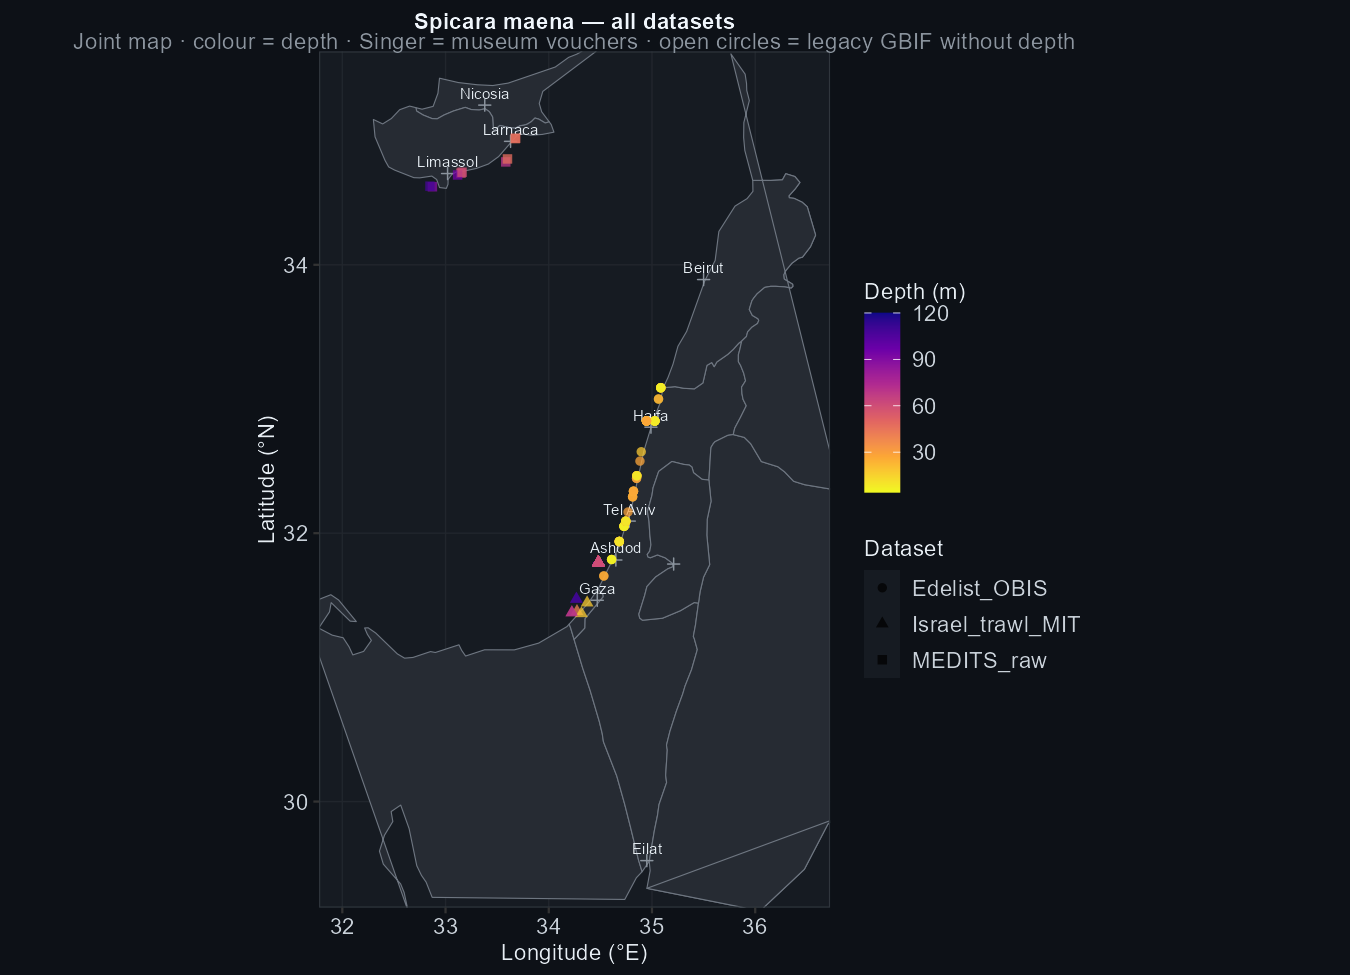 Spicara maena — all datasets
Joint map · colour = depth · Singer = museum vouchers · open circles = legacy GBIF without depth
Nicosia
Larnaca
Limassol
34
Beirut
Depth (m)
120
90
60
30
Haifa
Latitude (°N)
32
Tel Aviv
Ashdod
Gaza
Dataset
Edelist_OBIS
Israel_trawl_MIT
MEDITS_raw
30
Eilat
32
33
34
35
36
Longitude (°E)